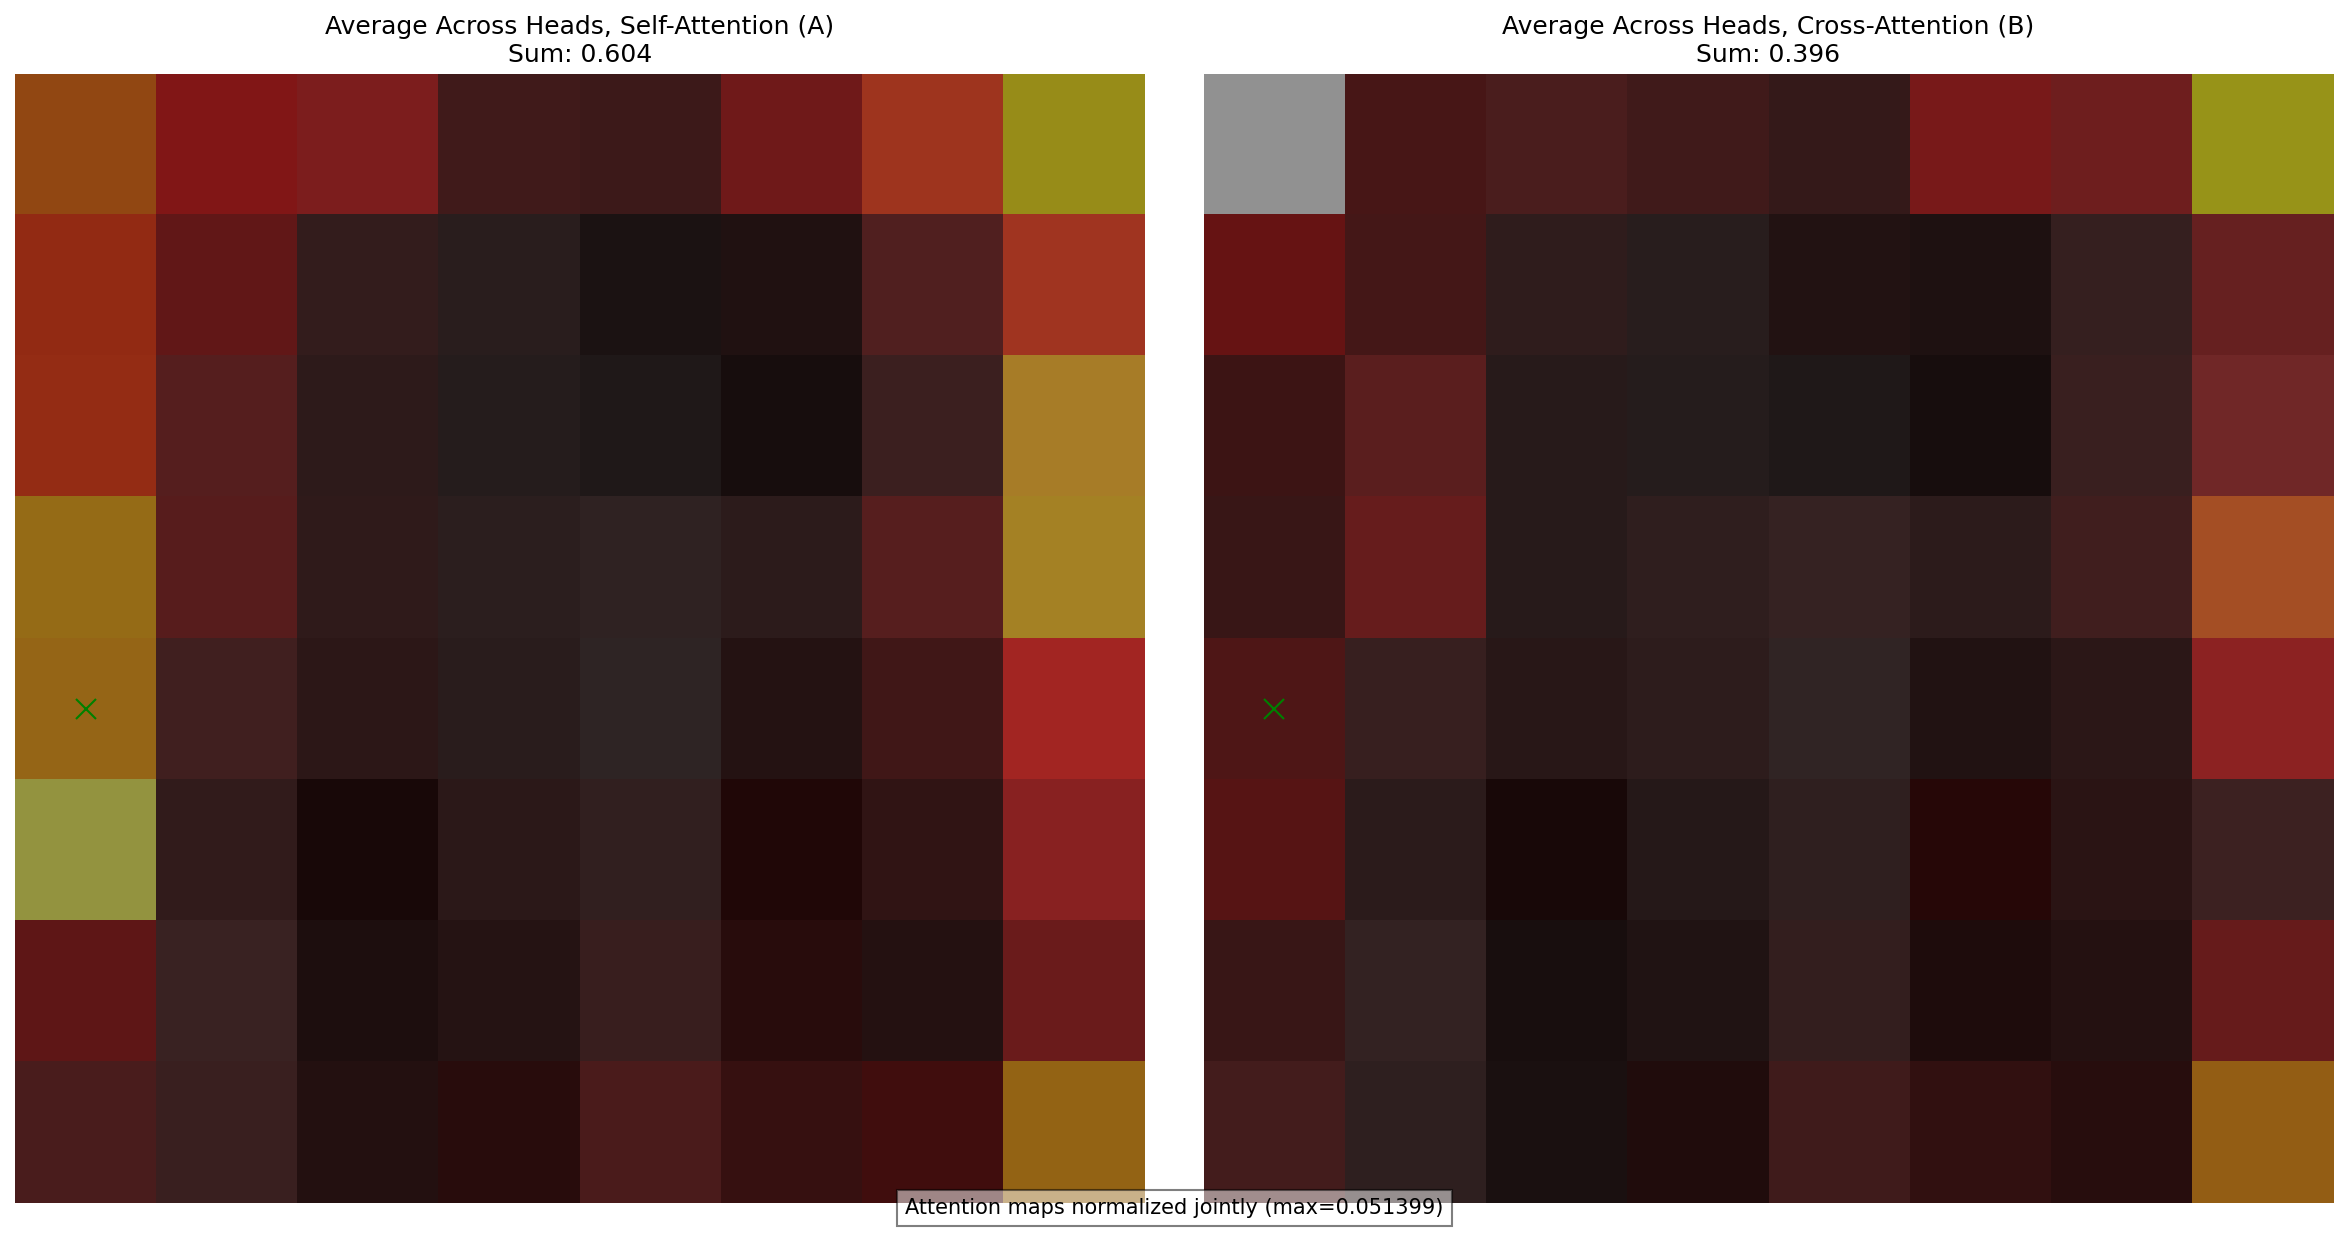 Average Across Heads, Self-Attention (A)
Sum: 0.604
Average Across Heads, Cross-Attention (B)
Sum: 0.396
Attention maps normalized jointly (max=0.051399)